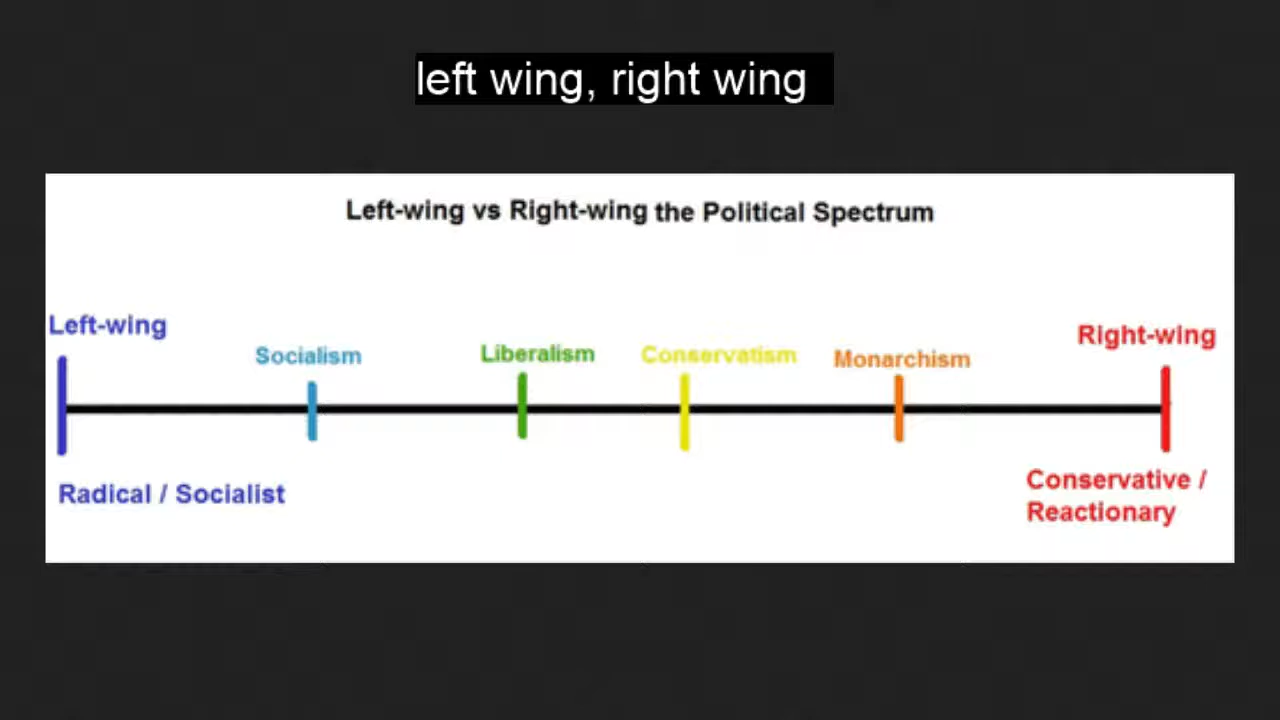 left wing, right wing
Left-wing vs Right-wing the Political Spectrum
Left-wing
Socialism
Liberalism
Conservatism
Monarchism
Right-wing
Radical / Socialist
Conservative /
Reactionary